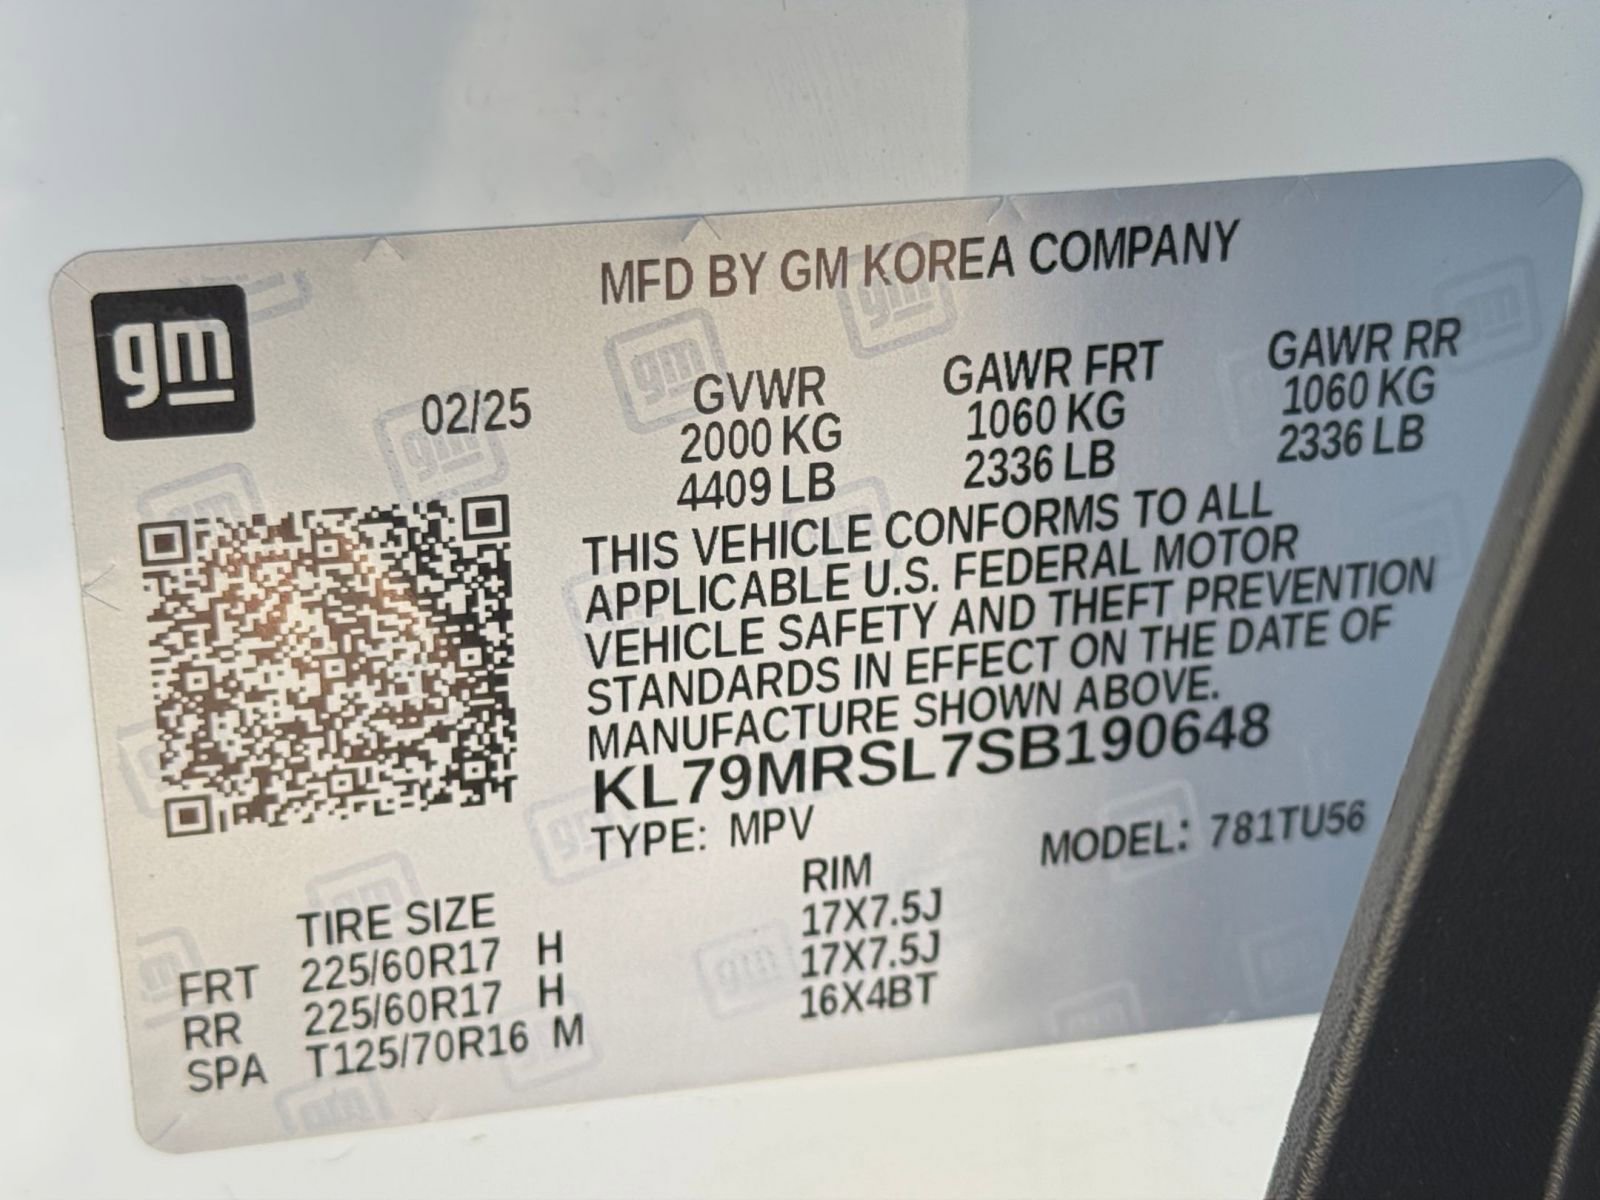 gm
MFD BY GM KOREA COMPANY
02/25
GVWR GAWR FRT GAWR RR
2000 KG 1060 KG 1060 KG
4409 LB 2336 LB 2336 LB
THIS VEHICLE CONFORMS TO ALL
APPLICABLE U.S. FEDERAL MOTOR
VEHICLE SAFETY AND THEFT PREVENTION
STANDARDS IN EFFECT ON THE DATE OF
MANUFACTURE SHOWN ABOVE.
KL79MRSL7SB190648
TYPE: MPV MODEL: 781TU56
TIRE SIZE RIM
FRT 225/60R17 H 17X7.5J
RR 225/60R17 H 17X7.5J
SPA T125/70R16 M 16X4BT